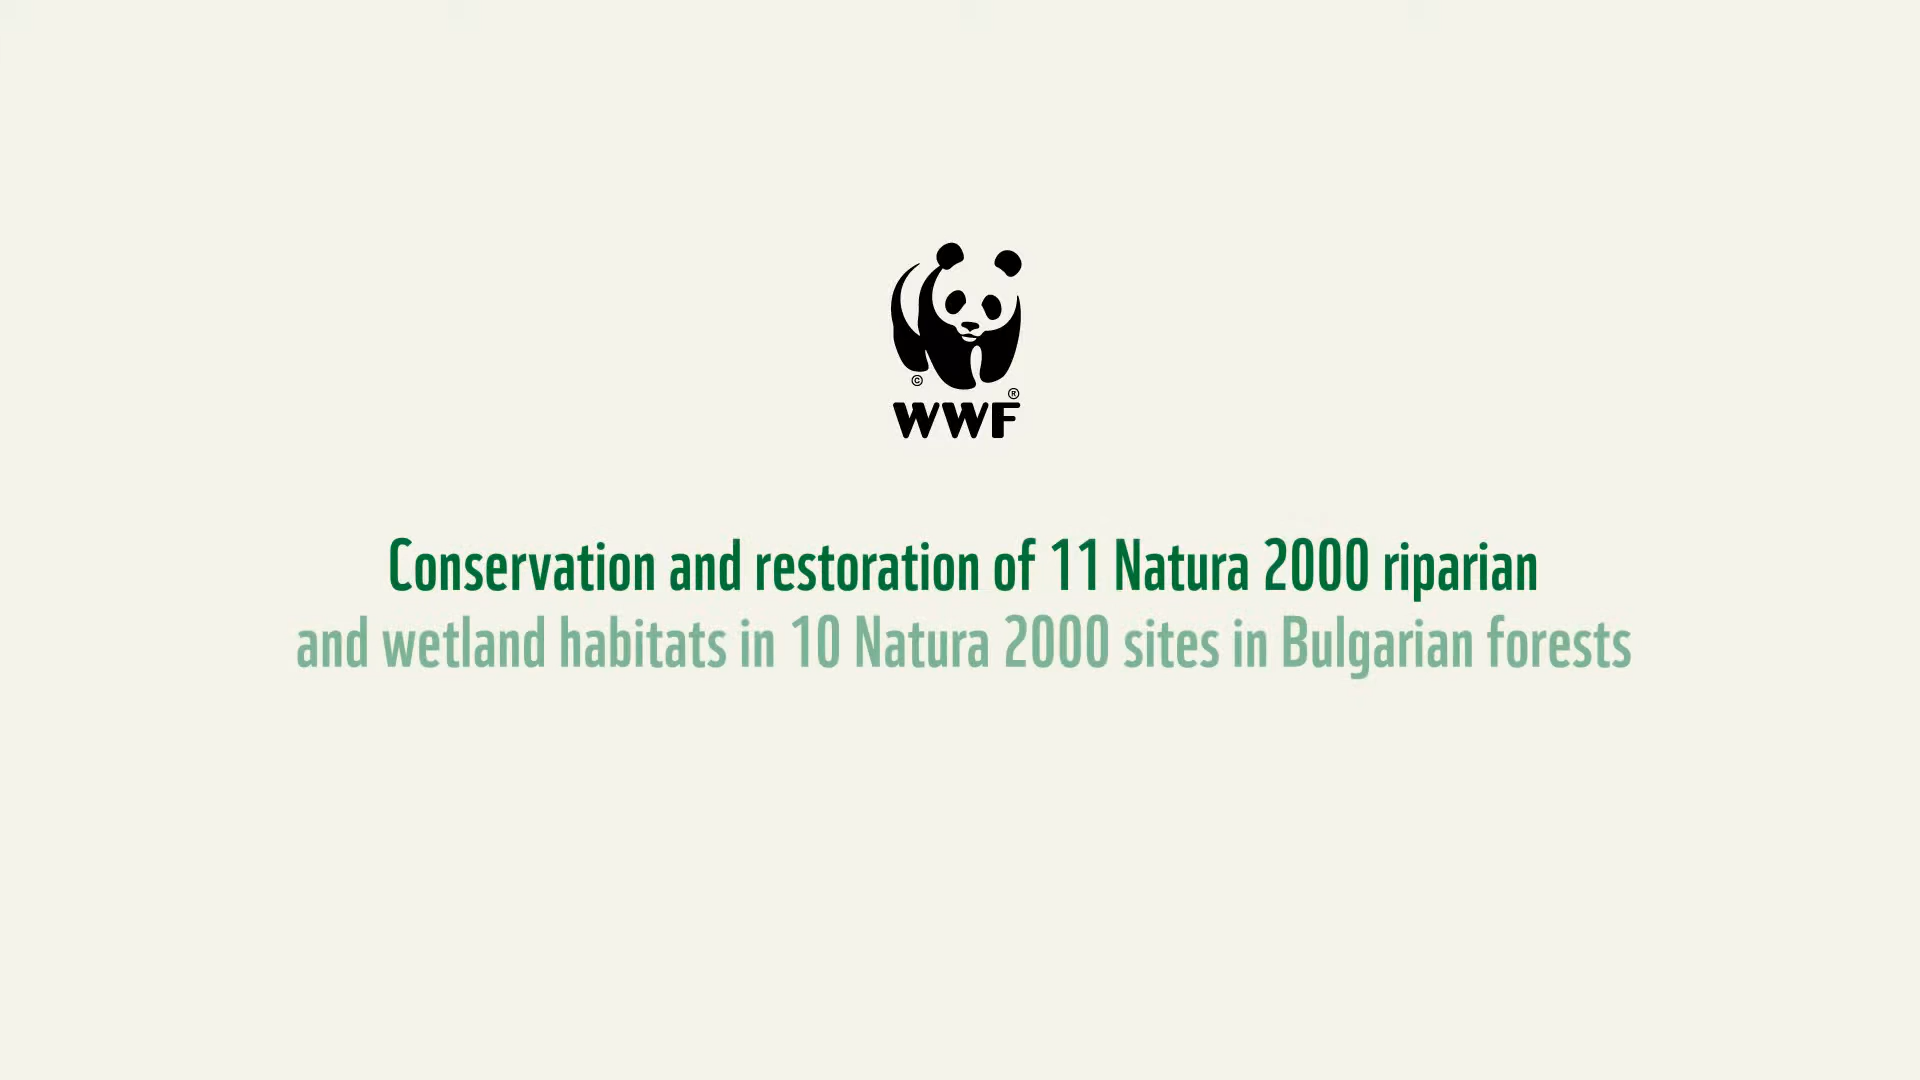 ©
®
WWF
Conservation and restoration of 11 Natura 2000 riparian
and wetland habitats in 10 Natura 2000 sites in Bulgarian forests